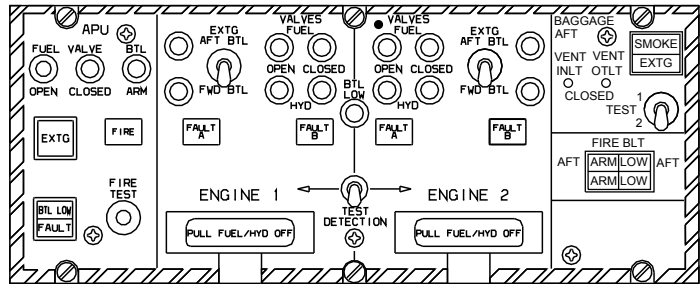 APU
FUEL VALVE BTL
OPEN CLOSED ARM
EXTG
FIRE
FIRE
TEST
BTL LOW
FAULT
EXTG
AFT BTL
FWD BTL
VALVES
FUEL
OPEN CLOSED
HYD
FAULT
A
FAULT
B
ENGINE 1
PULL FUEL/HYD OFF
BTL
LOW
TEST
DETECTION
VALVES
FUEL
OPEN CLOSED
HYD
EXTG
AFT BTL
FWD BTL
FAULT
A
FAULT
B
ENGINE 2
PULL FUEL/HYD OFF
BAGGAGE
AFT
SMOKE
EXTG
VENT VENT
INLT OTLT
CLOSED
1
TEST
2
FIRE BLT
AFT ARM LOW AFT
ARM LOW